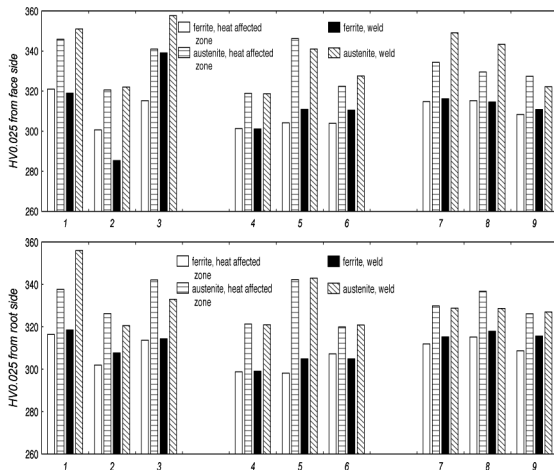 HV0.025 from face side
360
340
320
300
280
260
ferrite, heat affected
zone
austenite, heat affected
zone
ferrite, weld
austenite, weld
1 2 3 4 5 6 7 8 9
HV0.025 from root side
360
340
320
300
280
260
ferrite, heat affected
zone
austenite, heat affected
zone
ferrite, weld
austenite, weld
1 2 3 4 5 6 7 8 9